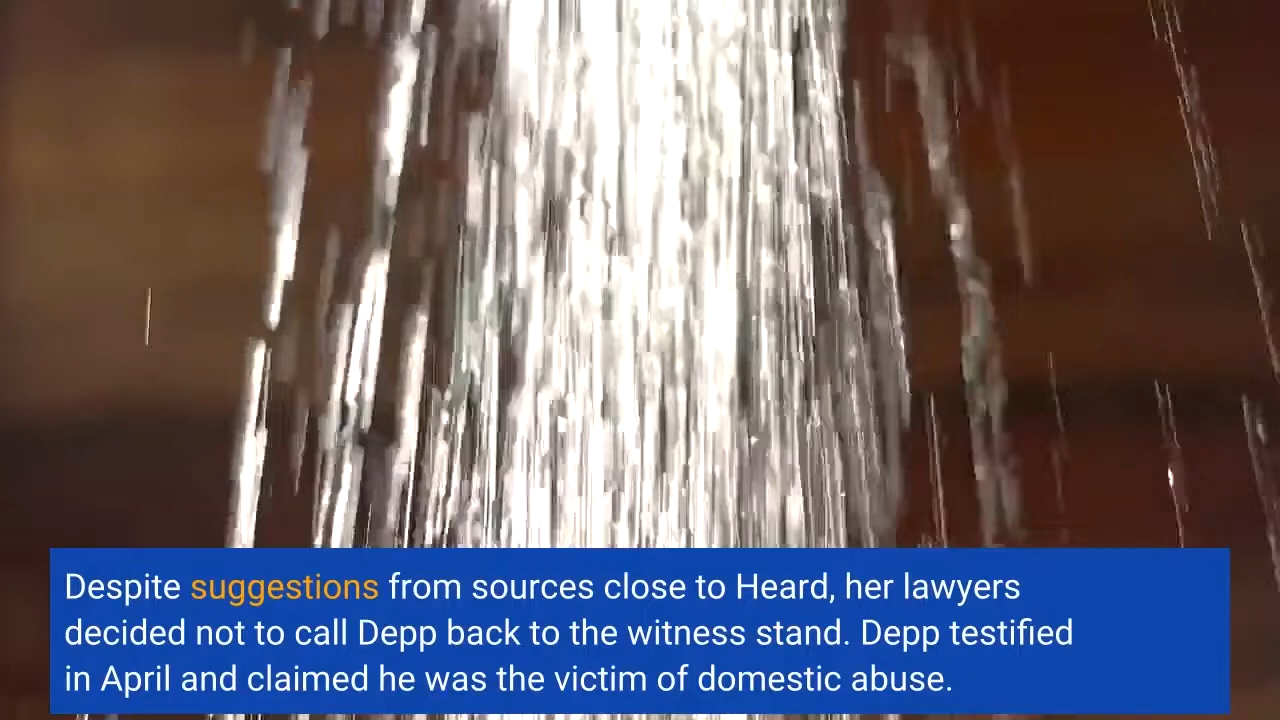 Despite suggestions from sources close to Heard, her lawyers
decided not to call Depp back to the witness stand. Depp testified
in April and claimed he was the victim of domestic abuse.